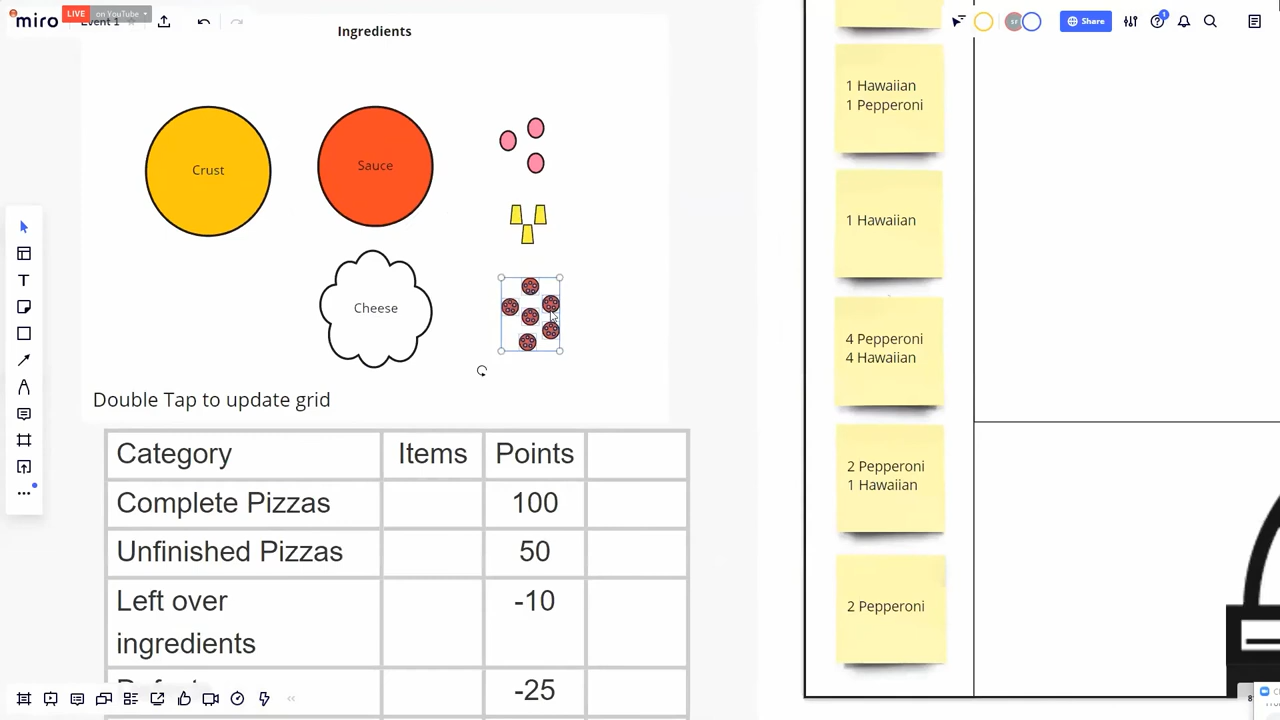 LIVE on YouTube
miro
Event 1
Share
1
Ingredients
Crust
Sauce
Cheese
Double Tap to update grid
Category Items Points
Complete Pizzas 100
Unfinished Pizzas 50
Left over
ingredients
-10
-25
1 Hawaiian
1 Pepperoni
1 Hawaiian
4 Pepperoni
4 Hawaiian
2 Pepperoni
1 Hawaiian
2 Pepperoni